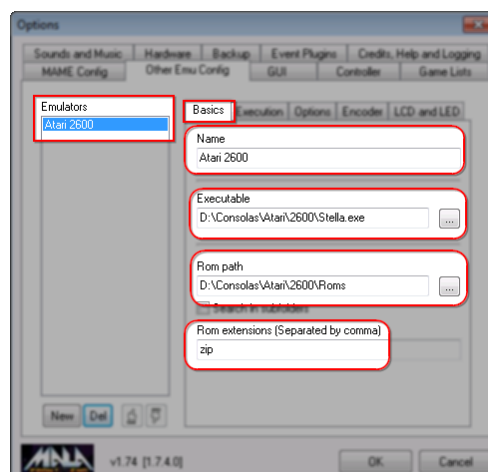 Options
Sounds and Music Hardware Backup Event Plugins Credits, Help and Logging
MAME Config Other Emu Config GUI Controller Game Lists
Emulators
Atari 2600
Basics Execution Options Encoder LCD and LED
Name
Atari 2600
Executable
D:\Consolas\Atari\2600\Stella.exe ...
Rom path
D:\Consolas\Atari\2600\Roms ...
Search in subfolders
Rom extensions (Separated by comma)
zip
New Del
MALA v1.74 [1.7.4.0] OK Cancel